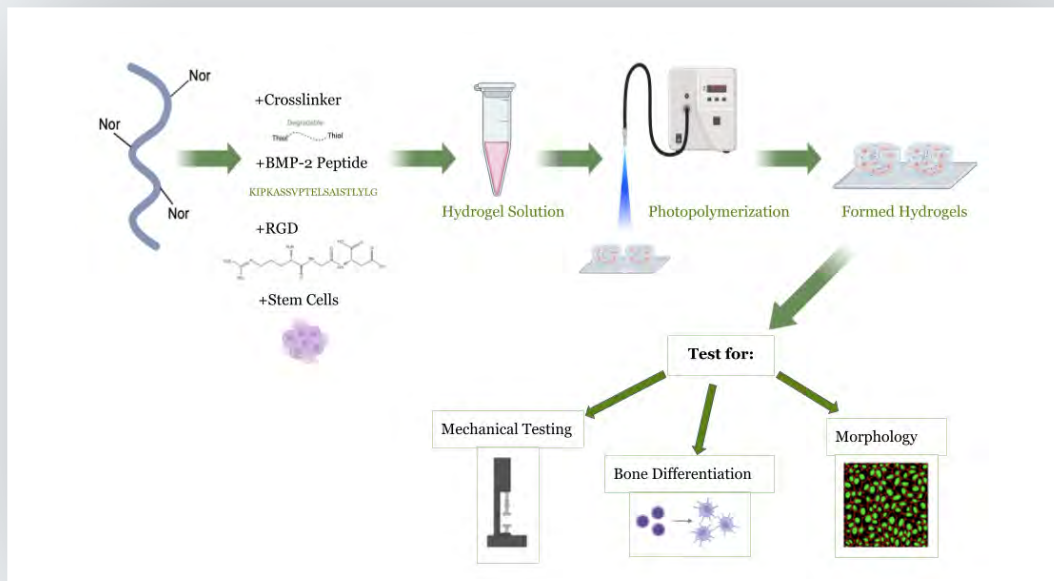 Nor
Nor
Nor
+Crosslinker
Degradable
Thiol
Thiol
+BMP-2 Peptide
KIPKASSVPTELSAISTLYLG
+RGD
+Stem Cells
Hydrogel Solution
Photopolymerization
Formed Hydrogels
Test for:
Mechanical Testing
Bone Differentiation
Morphology